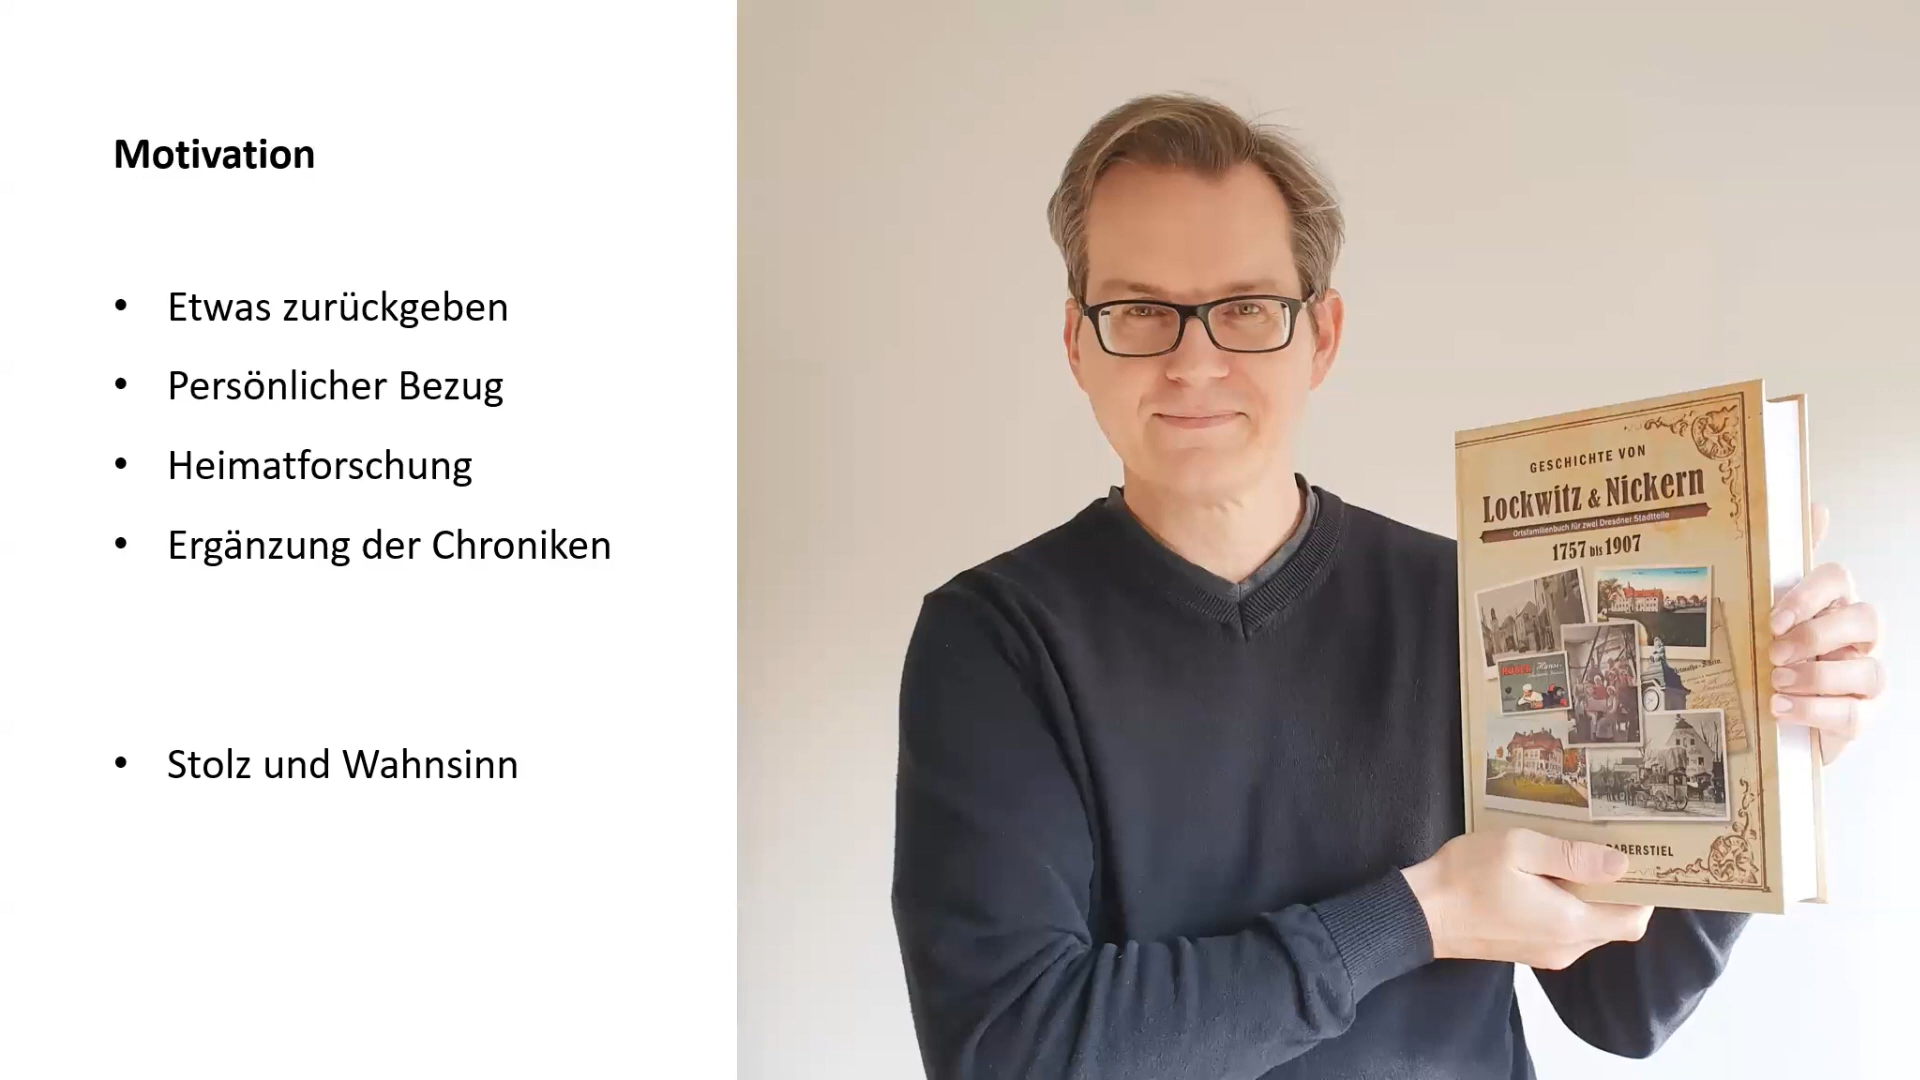 Motivation
• Etwas zurückgeben
• Persönlicher Bezug
• Heimatforschung
• Ergänzung der Chroniken
• Stolz und Wahnsinn
GESCHICHTE VON
Lockwitz & Nickern
Ortsfamilienbuch für zwei Dresdner Stadtteile
1757 bis 1907